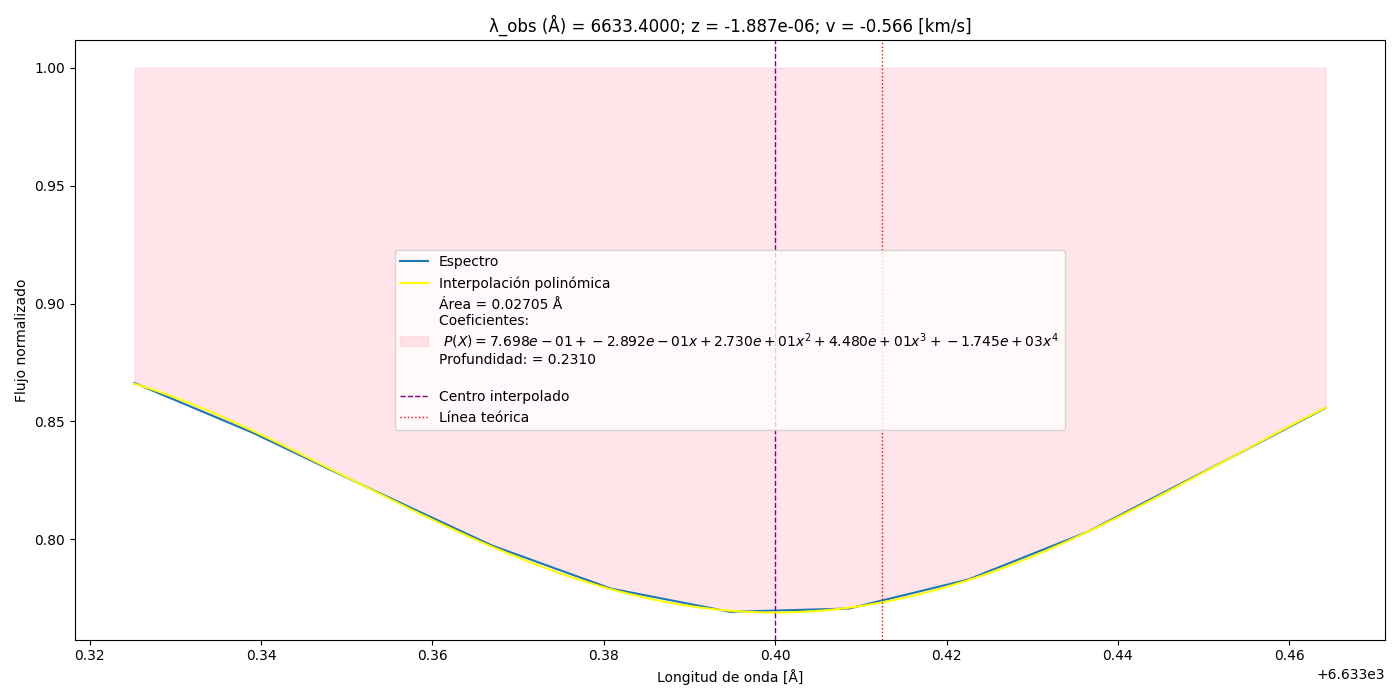 λ_obs (Å) = 6633.4000; z = -1.887e-06; v = -0.566 [km/s]
Flujo normalizado
1.00
0.95
0.90
0.85
0.80
Espectro
Interpolación polinómica
Área = 0.02705 Å
Coeficientes:
P(X) = 7.698e − 01 + −2.892e − 01x + 2.730e + 01x² + 4.480e + 01x³ + −1.745e + 03x⁴
Profundidad: = 0.2310
Centro interpolado
Línea teórica
0.32 0.34 0.36 0.38 0.40 0.42 0.44 0.46
+6.633e3
Longitud de onda [Å]